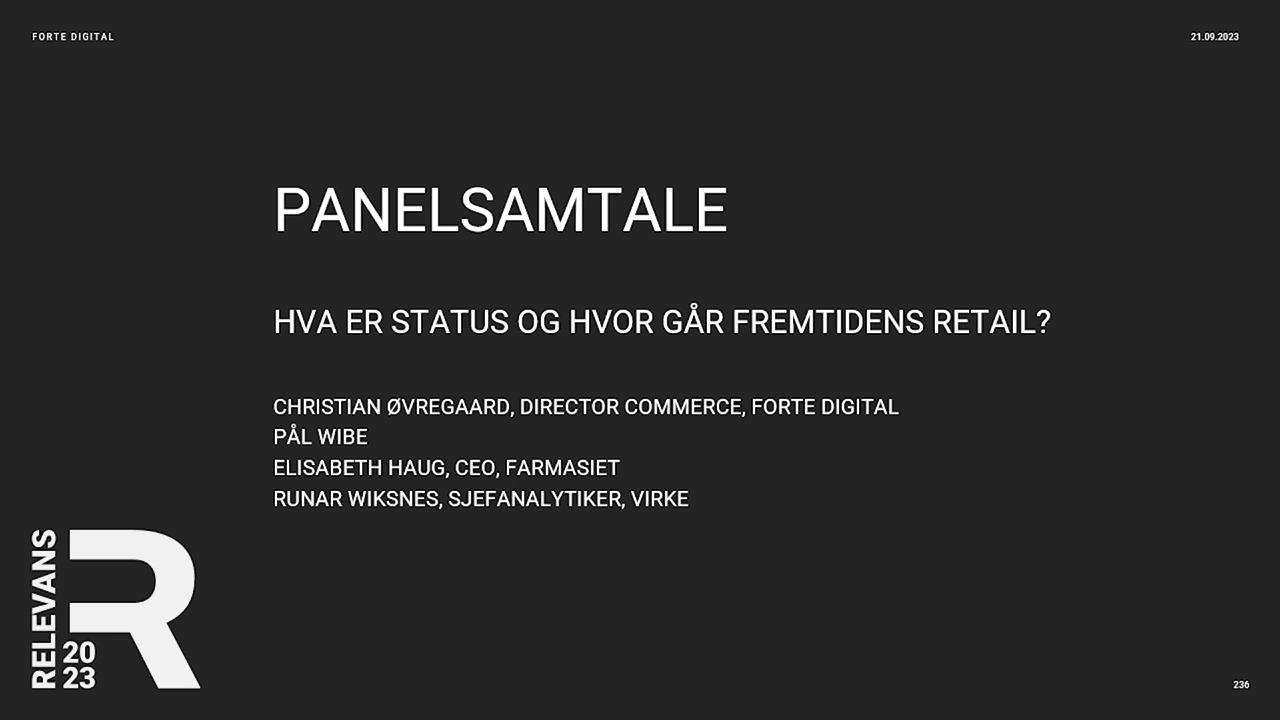 FORTE DIGITAL
21.09.2023
PANELSAMTALE
HVA ER STATUS OG HVOR GÅR FREMTIDENS RETAIL?
CHRISTIAN ØVREGAARD, DIRECTOR COMMERCE, FORTE DIGITAL
PÅL WIBE
ELISABETH HAUG, CEO, FARMASIET
RUNAR WIKSNES, SJEFANALYTIKER, VIRKE
RELEVANS
R
20
23
236